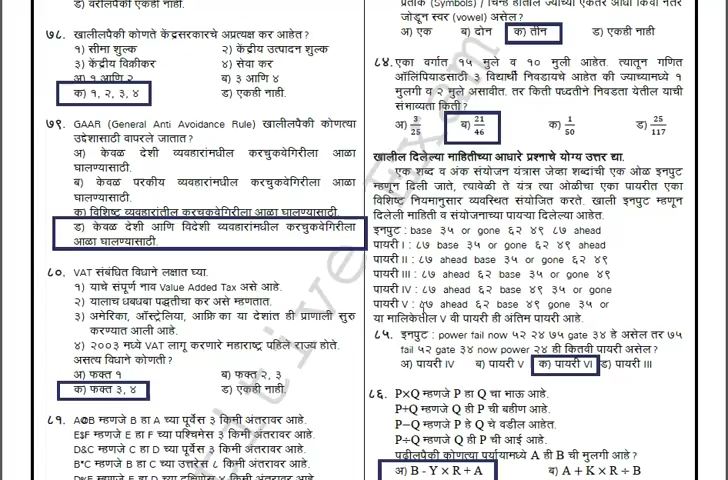 ड) वरीलपैकी एकही नाही.
७८. खालीलपैकी कोणते केंद्रसरकारचे अप्रत्यक्ष कर आहेत?
१) सीमा शुल्क २) केंद्रीय उत्पादन शुल्क
३) केंद्रीय विक्रीकर ४) सेवा कर
अ) १ आणि २ ब) ३ आणि ४
क) १, २, ३, ४ ड) एकही नाही.
७९. GAAR (General Anti Avoidance Rule) खालीलपैकी कोणत्या
उद्देशासाठी वापरले जातात?
अ) केवळ देशी व्यवहारांमधील करचुकवेगिरीला आळा
घालण्यासाठी.
ब) केवळ परकीय व्यवहारांमधील करचुकवेगिरीला आळा
घालण्यासाठी.
क) विशिष्ट व्यवहारांतील करचुकवेगिरीला आळा घालण्यासाठी
ड) केवळ देशी आणि विदेशी व्यवहारांमधील करचुकवेगिरीला
आळा घालण्यासाठी.
८०. VAT संबंधित विधाने लक्षात घ्या.
१) याचे संपूर्ण नाव Value Added Tax असे आहे.
२) यालाच धबधबा पद्धतीचा कर असे म्हणतात.
३) अमेरिका, ऑस्ट्रेलिया, आफ्रिका या देशांत ही प्रणाली सुरु
करण्यात आली आहे.
४) २००३ मध्ये VAT लागू करणारे महाराष्ट्र पहिले राज्य होते.
असत्य विधाने कोणती?
अ) फक्त १ ब) फक्त २, ३
क) फक्त ३, ४ ड) एकही नाही.
८१. A@B म्हणजे B हा A च्या पूर्वेस ३ किमी अंतरावर आहे.
E$F म्हणजे E हा F च्या पश्चिमेस ३ किमी अंतरावर आहे.
D&C म्हणजे C हा D च्या पूर्वेस ३ किमी अंतरावर आहे.
B*C म्हणजे B हा C च्या उत्तरेस ८ किमी अंतरावर आहे.
म्हणजे E हा D च्या दक्षिणेस ४ किमी अंतरावर आहे.
प्रतीक (Symbols) / चिन्ह होतील ज्याच्या एकतर आधी किंवा नंतर
जोडून स्वर (vowel) असेल?
अ) एक ब) दोन क) तीन ड) एकही नाही
८४. एका वर्गात १५ मुले व १० मुली आहेत. त्यातून गणित
ऑलिंपियाडसाठी ३ विद्यार्थी निवडायचे आहेत की ज्याच्यामध्ये १
मुलगी व २ मुले असावीत. तर किती पध्दतीने निवडता येतील याची
संभाव्यता किती?
अ) 3/25 ब) 21/46 क) 1/50 ड) 25/117
खालील दिलेल्या माहितीच्या आधारे प्रश्नाचे योग्य उत्तर द्या.
एक शब्द व अंक संयोजन यंत्रास जेव्हा शब्दांची एक ओळ इनपुट
म्हणून दिली जाते, त्यावेळी ते यंत्र त्या ओळीचा एका पायरीत एका
विशिष्ट नियमानुसार व्यवस्थित संयोजित करते. खाली इनपुट म्हणून
दिलेली माहिती व संयोजनाच्या पायऱ्या दिलेल्या आहेत.
इनपुट : base ३५ or gone ६२ ४९ ८७ ahead
पायरी I : ८७ base ३५ or gone ६२ ४९ ahead
पायरी II : ८७ ahead base ३५ or gone ६२ ४९
पायरी III : ८७ ahead ६२ base ३५ or gone ४९
पायरी IV : ८७ ahead ६२ base ३५ or gone ४९
पायरी V : ८७ ahead ६२ base ४९ gone ३५ or
या मालिकेतील V वी पायरी ही अंतिम पायरी आहे.
८५. इनपुट : power fail now ५२ २४ ७५ gate ३४ हे असेल तर ७५
fail ५२ gate ३४ now power २४ ही कितवी पायरी असेल?
अ) पायरी IV ब) पायरी V क) पायरी VI ड) पायरी III
८६. P×Q म्हणजे P हा Q चा भाऊ आहे.
P+Q म्हणजे Q ही P ची बहीण आहे.
P−Q म्हणजे P हे Q चे वडील आहेत.
P÷Q म्हणजे Q ही P ची आई आहे.
पुढीलपैकी कोणत्या पर्यायामध्ये A ही B ची मुलगी आहे?
अ) B - Y × R + A ब) A + K × R ÷ B